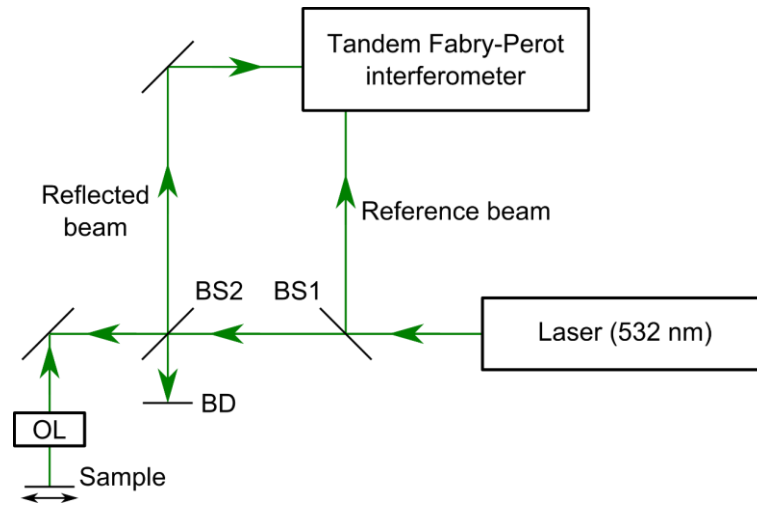 Tandem Fabry-Perot
interferometer
Reflected
beam
Reference beam
BS2
BS1
Laser (532 nm)
BD
OL
Sample